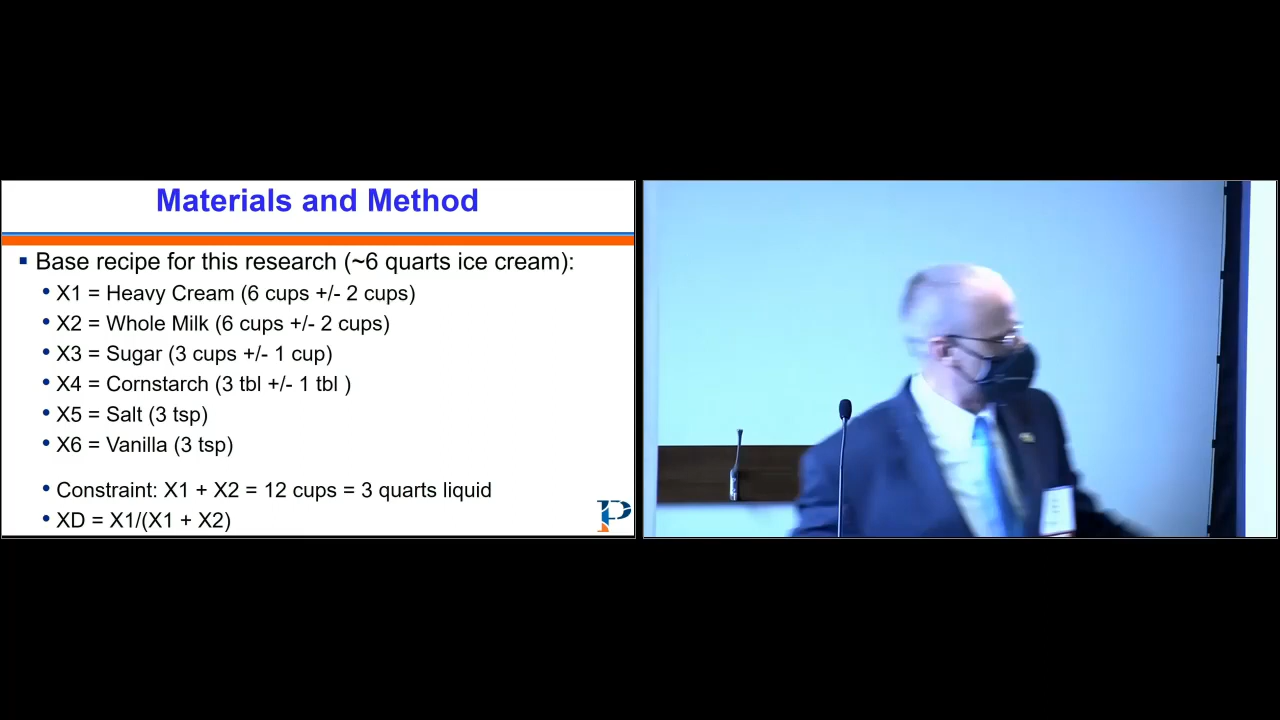 Materials and Method
▪ Base recipe for this research (~6 quarts ice cream):
• X1 = Heavy Cream (6 cups +/- 2 cups)
• X2 = Whole Milk (6 cups +/- 2 cups)
• X3 = Sugar (3 cups +/- 1 cup)
• X4 = Cornstarch (3 tbl +/- 1 tbl )
• X5 = Salt (3 tsp)
• X6 = Vanilla (3 tsp)
• Constraint: X1 + X2 = 12 cups = 3 quarts liquid
• XD = X1/(X1 + X2)
P